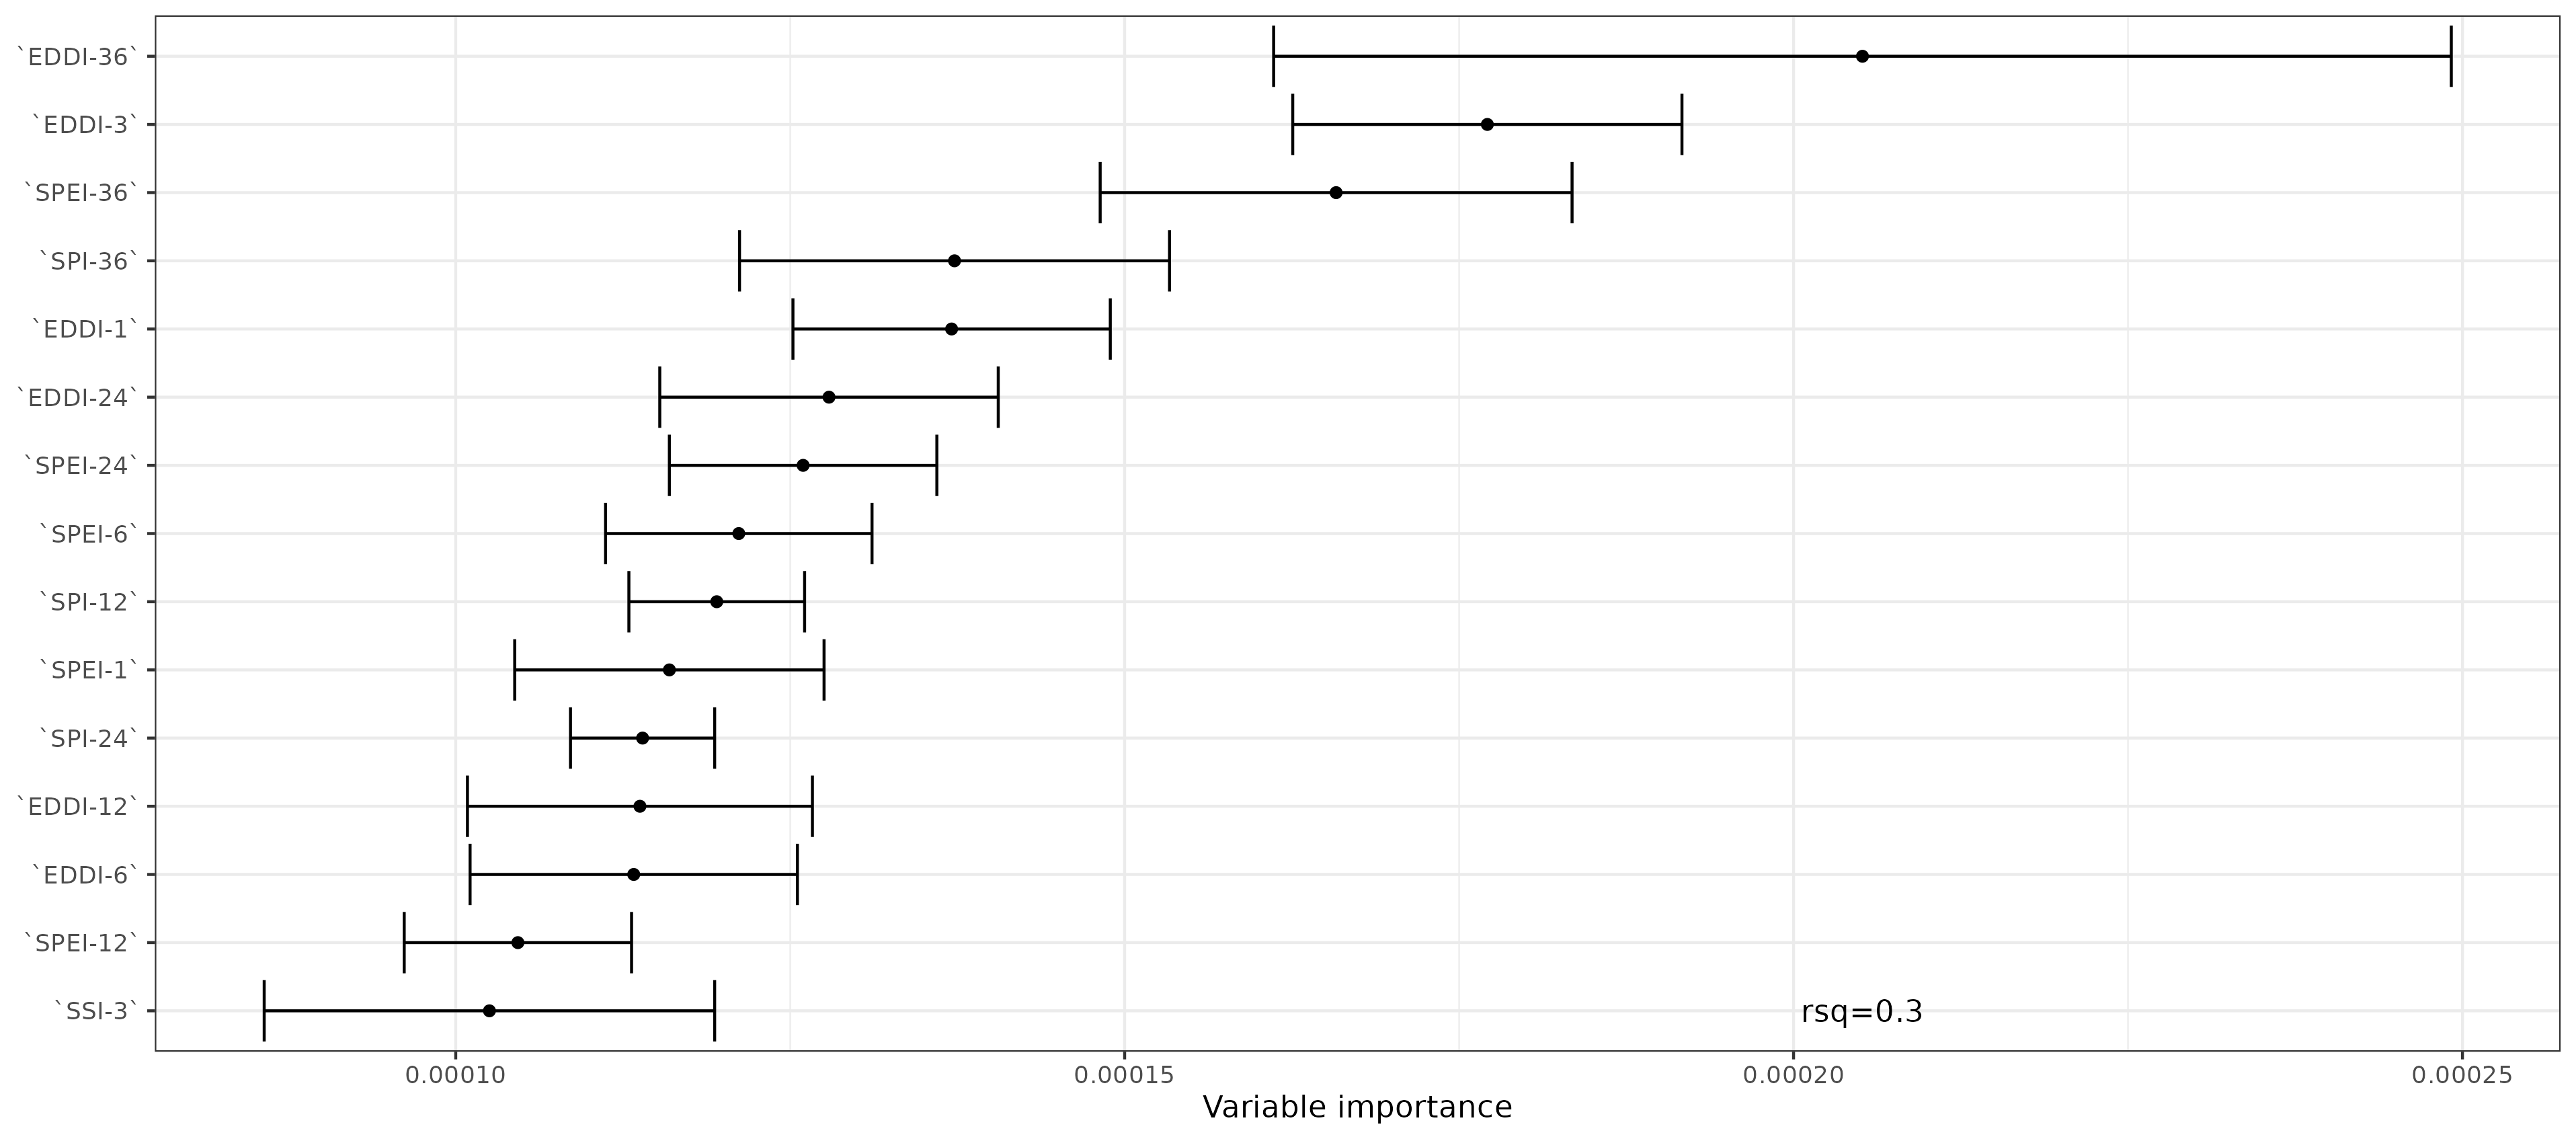 `EDDI-36`
`EDDI-3`
`SPEI-36`
`SPI-36`
`EDDI-1`
`EDDI-24`
`SPEI-24`
`SPEI-6`
`SPI-12`
`SPEI-1`
`SPI-24`
`EDDI-12`
`EDDI-6`
`SPEI-12`
`SSI-3`
rsq=0.3
0.00010 0.00015 0.00020 0.00025
Variable importance